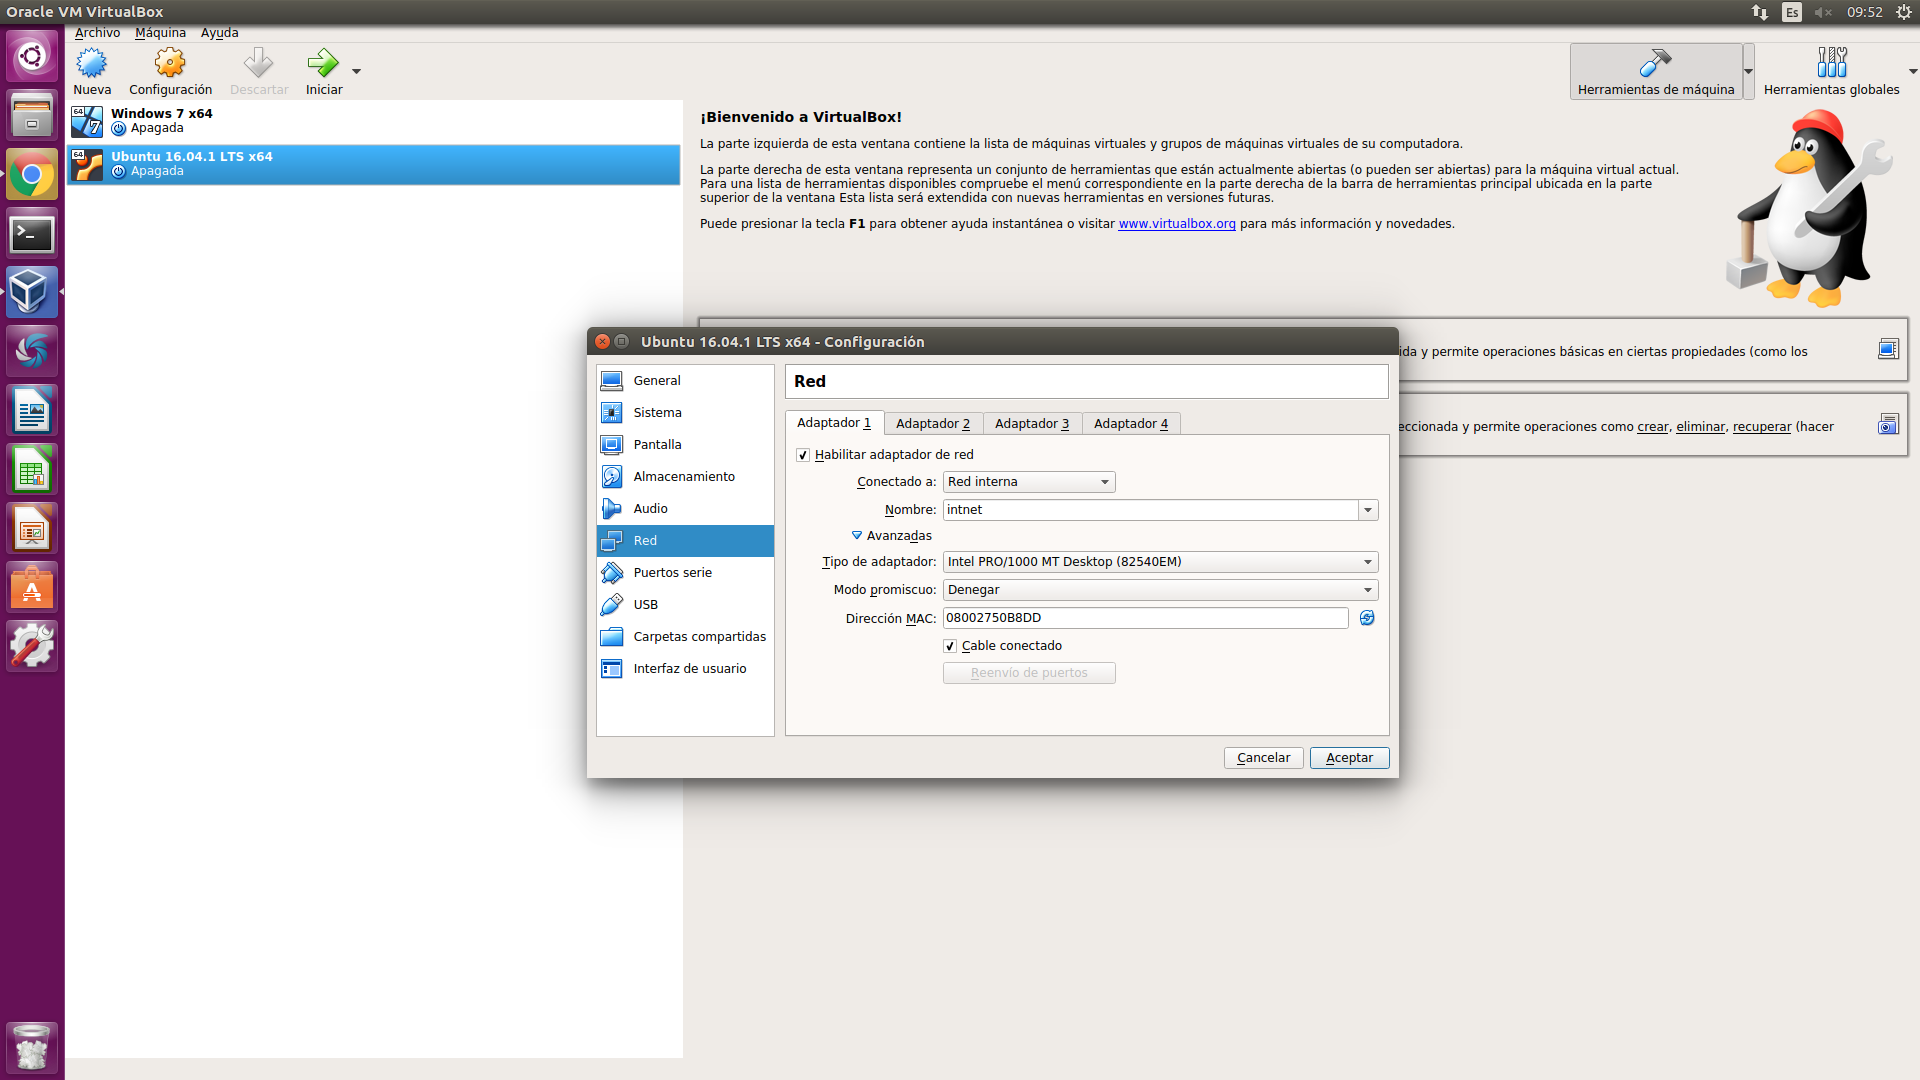 Oracle VM VirtualBox
Es
09:52
Archivo Máquina Ayuda
Nueva Configuración Descartar Iniciar
Herramientas de máquina Herramientas globales
64
7
Windows 7 x64
Apagada
64
Ubuntu 16.04.1 LTS x64
Apagada
¡Bienvenido a VirtualBox!
La parte izquierda de esta ventana contiene la lista de máquinas virtuales y grupos de máquinas virtuales de su computadora.
La parte derecha de esta ventana representa un conjunto de herramientas que están actualmente abiertas (o pueden ser abiertas) para la máquina virtual actual.
Para una lista de herramientas disponibles compruebe el menú correspondiente en la parte derecha de la barra de herramientas principal ubicada en la parte
superior de la ventana Esta lista será extendida con nuevas herramientas en versiones futuras.
Puede presionar la tecla F1 para obtener ayuda instantánea o visitar www.virtualbox.org para más información y novedades.
ida y permite operaciones básicas en ciertas propiedades (como los
eccionada y permite operaciones como crear, eliminar, recuperar (hacer
Ubuntu 16.04.1 LTS x64 - Configuración
General
Sistema
Pantalla
Almacenamiento
Audio
Red
Puertos serie
USB
Carpetas compartidas
Interfaz de usuario
Red
Adaptador 1 Adaptador 2 Adaptador 3 Adaptador 4
Habilitar adaptador de red
Conectado a: Red interna
Nombre: intnet
Avanzadas
Tipo de adaptador: Intel PRO/1000 MT Desktop (82540EM)
Modo promiscuo: Denegar
Dirección MAC: 08002750B8DD
Cable conectado
Reenvío de puertos
Cancelar Aceptar